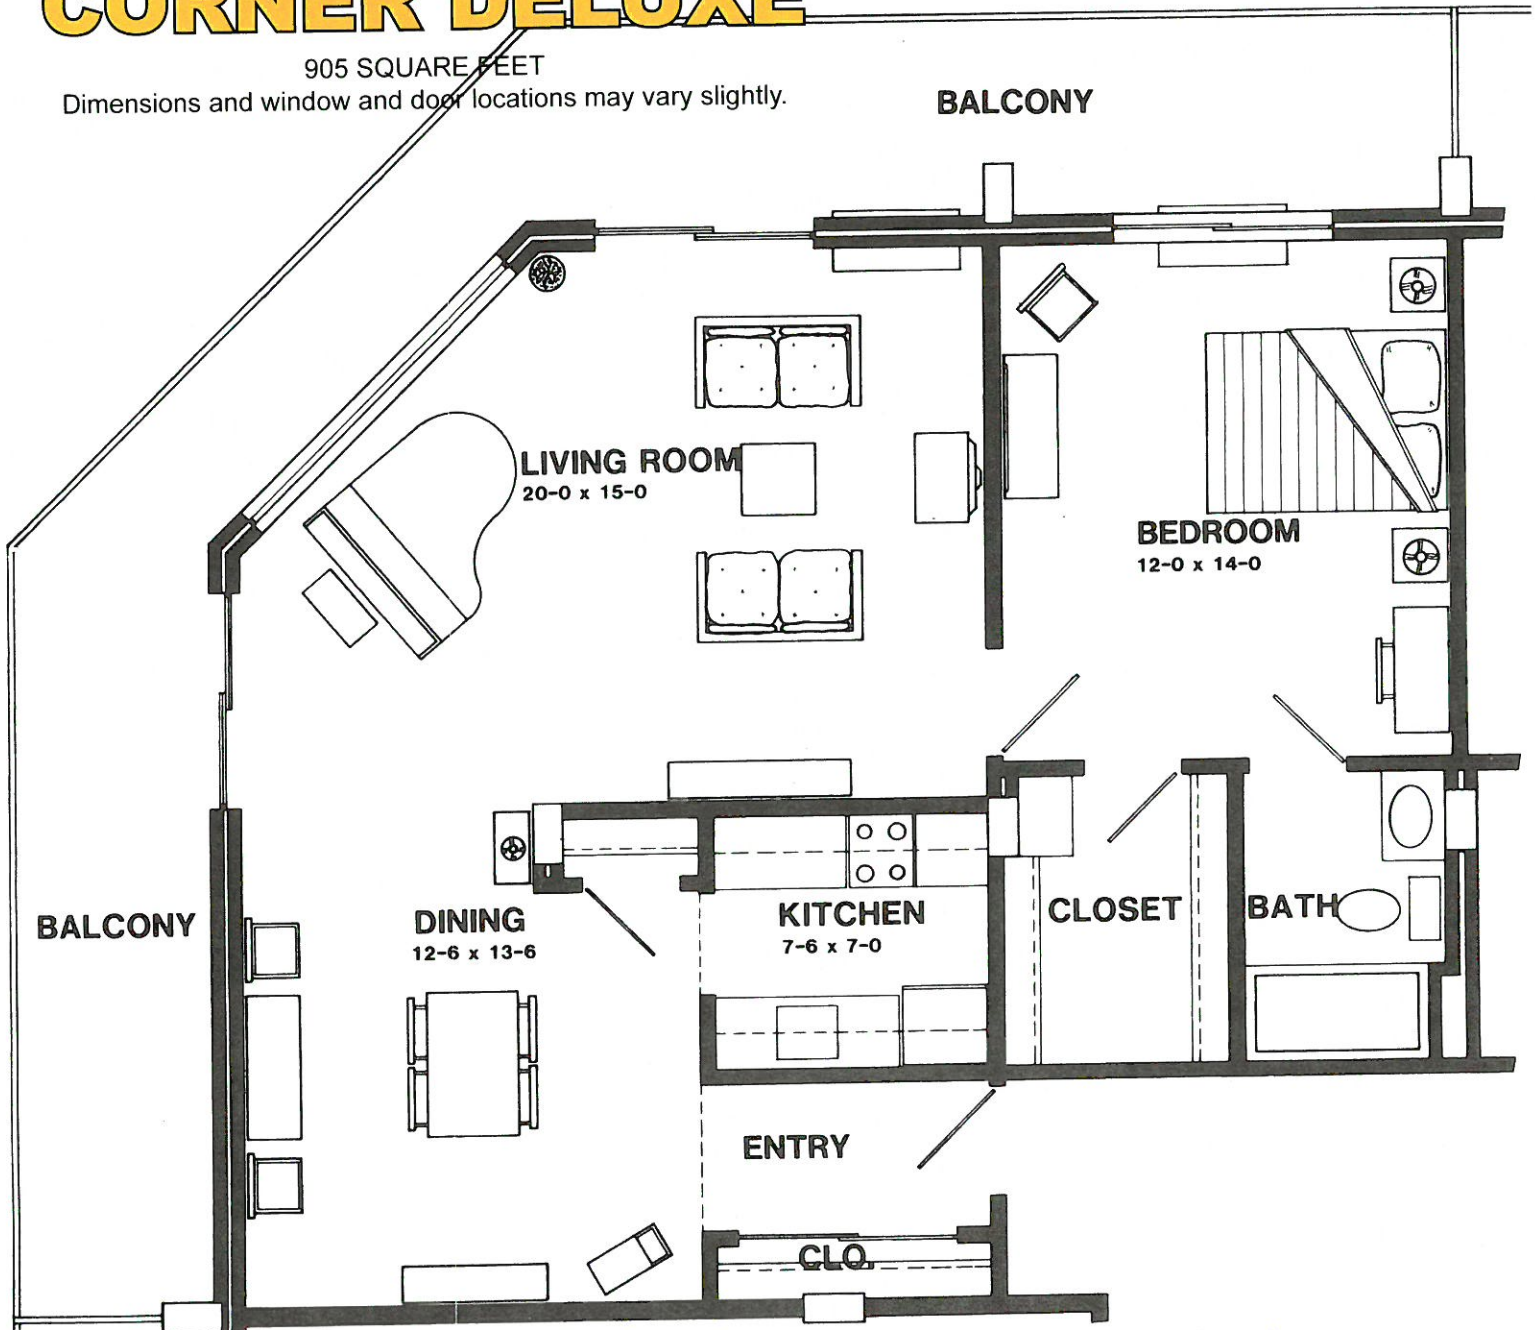 CORNER DELUXE
905 SQUARE FEET
Dimensions and window and door locations may vary slightly.
BALCONY
LIVING ROOM
20-0 x 15-0
BEDROOM
12-0 x 14-0
BALCONY
DINING
12-6 x 13-6
KITCHEN
7-6 x 7-0
CLOSET
BATH
ENTRY
CLO.